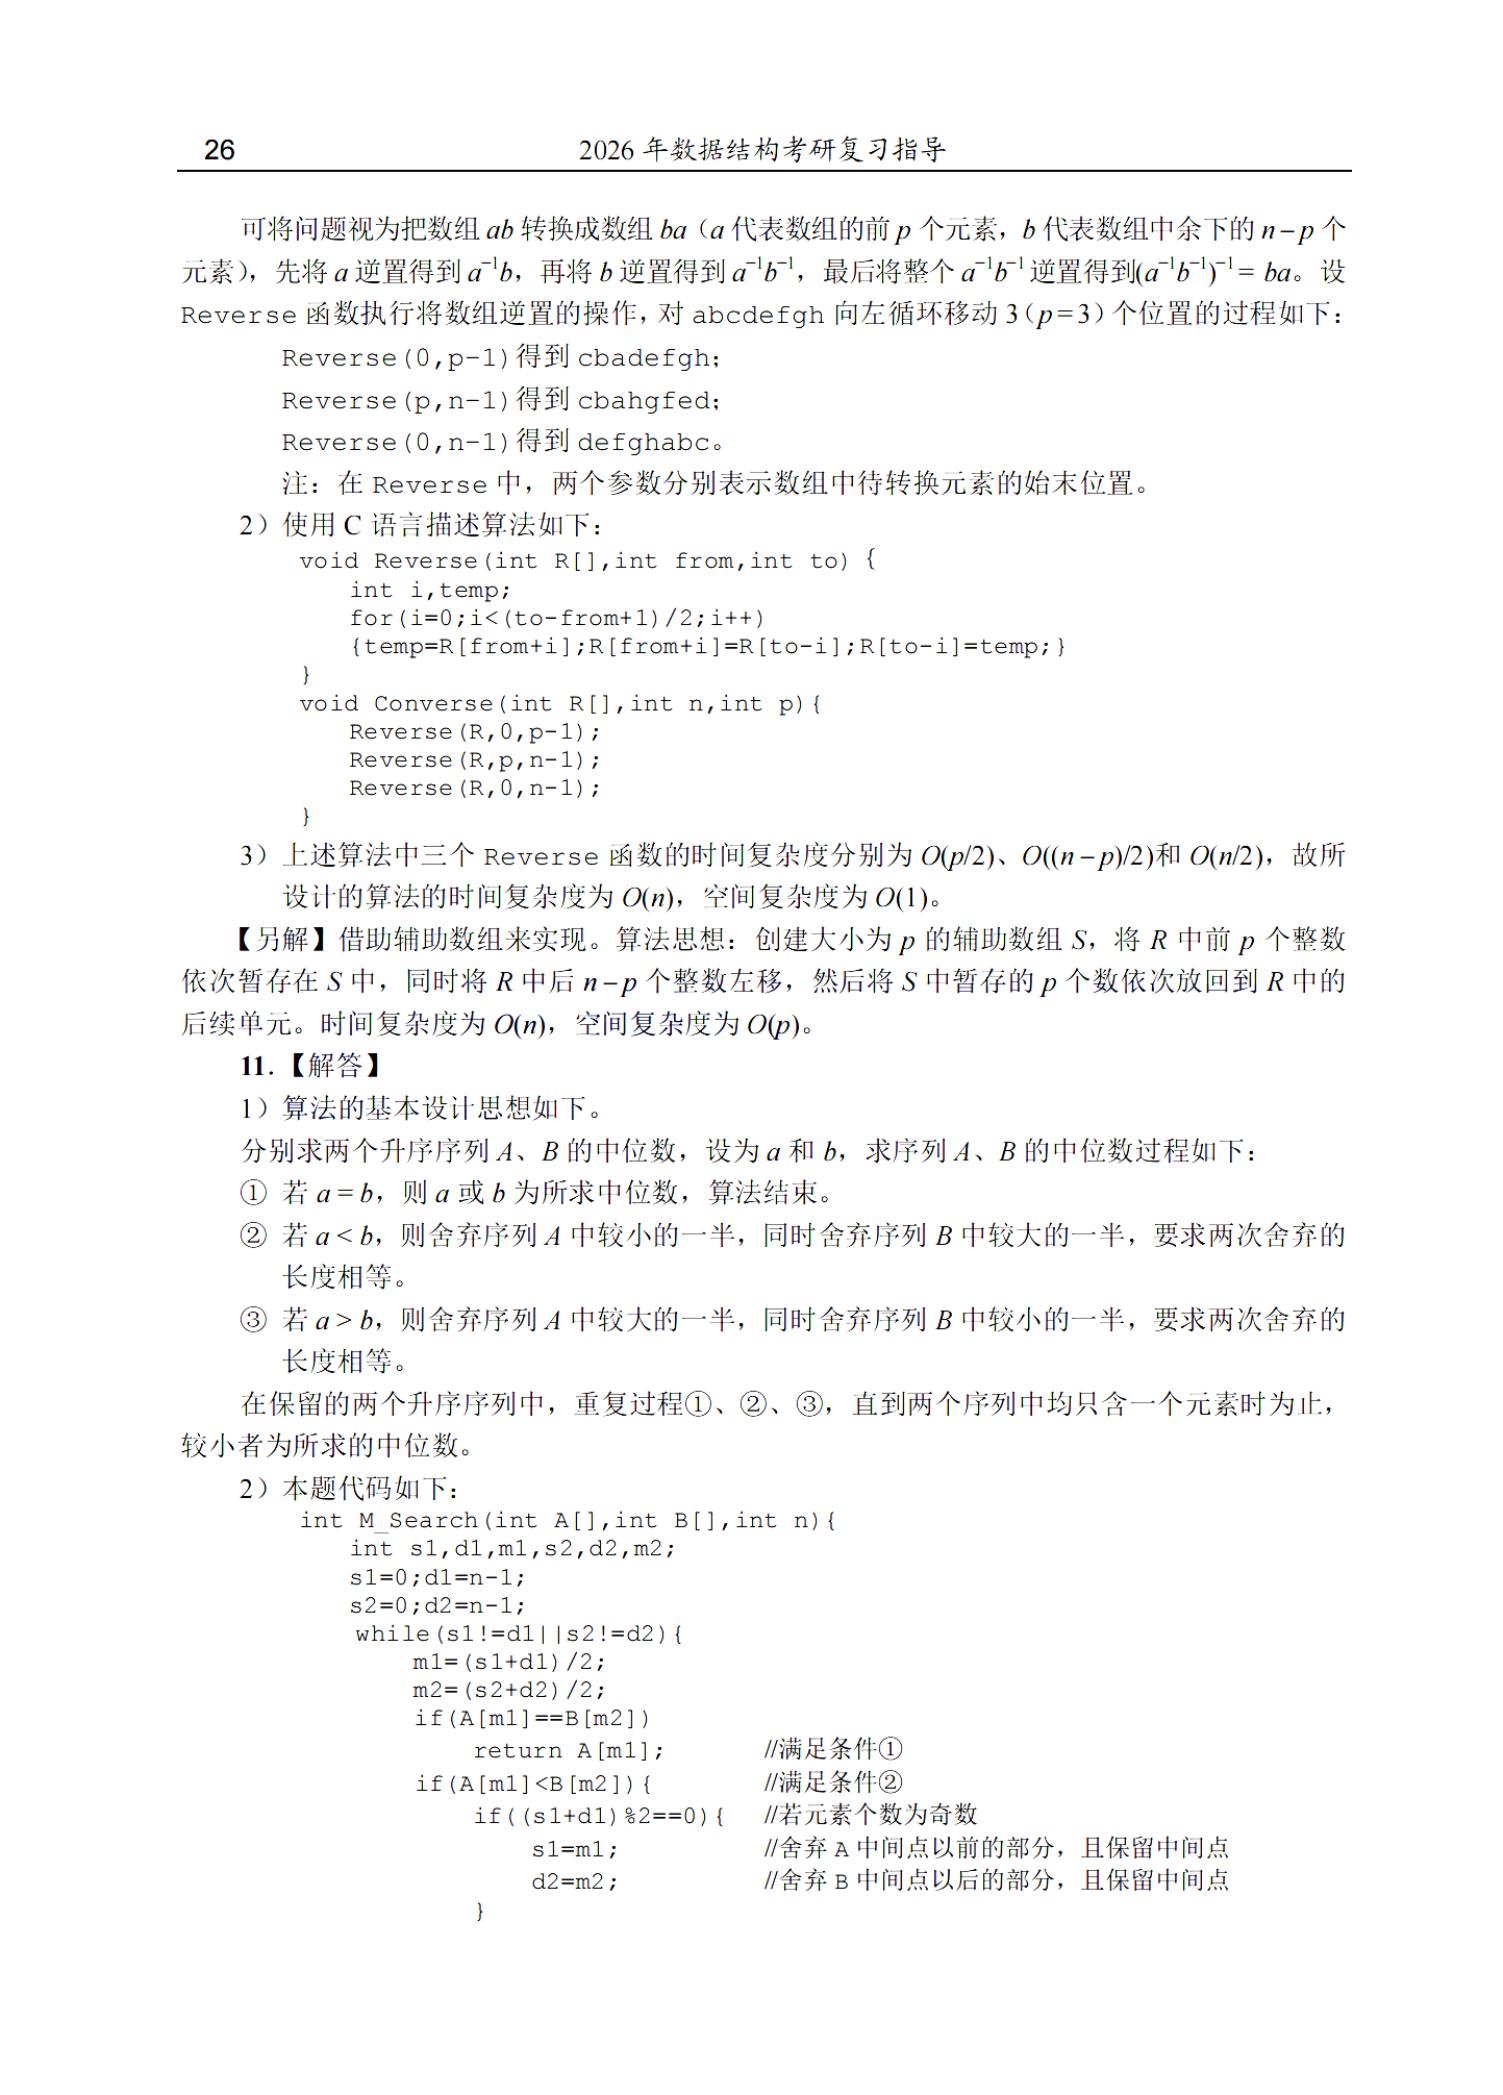 26 2026 年数据结构考研复习指导
可将问题视为把数组 ab 转换成数组 ba（a 代表数组的前 p 个元素，b 代表数组中余下的 n－p 个
元素），先将 a 逆置得到 a⁻¹b，再将 b 逆置得到 a⁻¹b⁻¹，最后将整个 a⁻¹b⁻¹ 逆置得到(a⁻¹b⁻¹)⁻¹ = ba。设
Reverse 函数执行将数组逆置的操作，对 abcdefgh 向左循环移动 3（p = 3）个位置的过程如下：
Reverse(0,p-1)得到 cbadefgh；
Reverse(p,n-1)得到 cbahgfed；
Reverse(0,n-1)得到 defghabc。
注：在 Reverse 中，两个参数分别表示数组中待转换元素的始末位置。
2）使用 C 语言描述算法如下：
void Reverse(int R[],int from,int to) {
int i,temp;
for(i=0;i<(to-from+1)/2;i++)
{temp=R[from+i];R[from+i]=R[to-i];R[to-i]=temp;}
}
void Converse(int R[],int n,int p){
Reverse(R,0,p-1);
Reverse(R,p,n-1);
Reverse(R,0,n-1);
}
3）上述算法中三个 Reverse 函数的时间复杂度分别为 O(p/2)、O((n－p)/2)和 O(n/2)，故所
设计的算法的时间复杂度为 O(n)，空间复杂度为 O(1)。
【另解】借助辅助数组来实现。算法思想：创建大小为 p 的辅助数组 S，将 R 中前 p 个整数
依次暂存在 S 中，同时将 R 中后 n－p 个整数左移，然后将 S 中暂存的 p 个数依次放回到 R 中的
后续单元。时间复杂度为 O(n)，空间复杂度为 O(p)。
11.【解答】
1）算法的基本设计思想如下。
分别求两个升序序列 A、B 的中位数，设为 a 和 b，求序列 A、B 的中位数过程如下：
① 若 a = b，则 a 或 b 为所求中位数，算法结束。
② 若 a < b，则舍弃序列 A 中较小的一半，同时舍弃序列 B 中较大的一半，要求两次舍弃的
长度相等。
③ 若 a > b，则舍弃序列 A 中较大的一半，同时舍弃序列 B 中较小的一半，要求两次舍弃的
长度相等。
在保留的两个升序序列中，重复过程①、②、③，直到两个序列中均只含一个元素时为止，
较小者为所求的中位数。
2）本题代码如下：
int M_Search(int A[],int B[],int n){
int s1,d1,m1,s2,d2,m2;
s1=0;d1=n-1;
s2=0;d2=n-1;
while(s1!=d1||s2!=d2){
m1=(s1+d1)/2;
m2=(s2+d2)/2;
if(A[m1]==B[m2])
return A[m1]; //满足条件①
if(A[m1]<B[m2]){ //满足条件②
if((s1+d1)%2==0){ //若元素个数为奇数
s1=m1; //舍弃 A 中间点以前的部分，且保留中间点
d2=m2; //舍弃 B 中间点以后的部分，且保留中间点
}